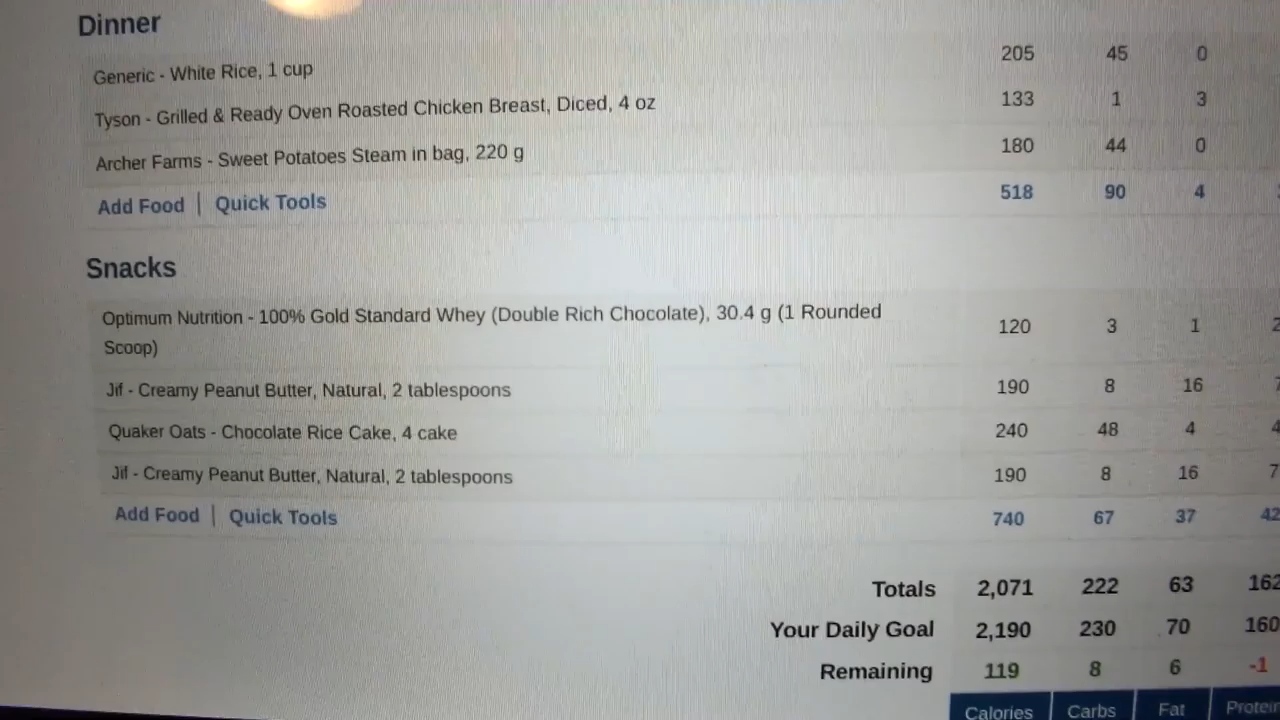 Dinner
Generic - White Rice, 1 cup 205 45 0
Tyson - Grilled & Ready Oven Roasted Chicken Breast, Diced, 4 oz 133 1 3
Archer Farms - Sweet Potatoes Steam in bag, 220 g 180 44 0
Add Food | Quick Tools 518 90 4
Snacks
Optimum Nutrition - 100% Gold Standard Whey (Double Rich Chocolate), 30.4 g (1 Rounded
Scoop) 120 3 1
Jif - Creamy Peanut Butter, Natural, 2 tablespoons 190 8 16
Quaker Oats - Chocolate Rice Cake, 4 cake 240 48 4 4
Jif - Creamy Peanut Butter, Natural, 2 tablespoons 190 8 16 7
Add Food | Quick Tools 740 67 37 42
Totals 2,071 222 63 162
Your Daily Goal 2,190 230 70 160
Remaining 119 8 6 -1
Calories Carbs Fat Protein